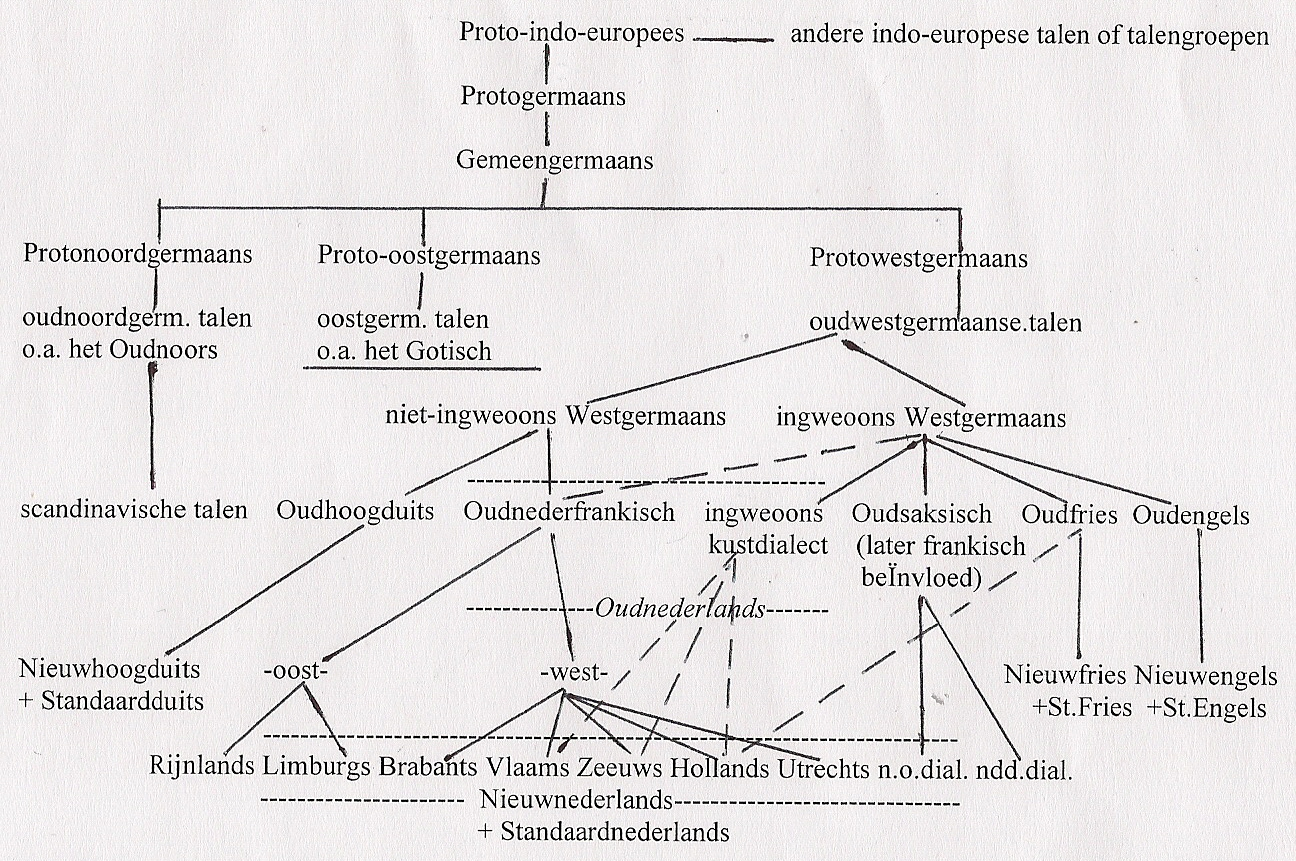 Proto-indo-europees andere indo-europese talen of talengroepen
Protogermaans
Gemeengermaans
Protonoordgermaans Proto-oostgermaans Protowestgermaans
oudnoordgerm. talen oostgerm. talen oudwestgermaanse.talen
o.a. het Oudnoors o.a. het Gotisch
niet-ingweoons Westgermaans ingweoons Westgermaans
scandinavische talen Oudhoogduits Oudnederfrankisch ingweoons Oudsaksisch Oudfries Oudengels
kustdialect (later frankisch
beÏnvloed)
Oudnederlands
Nieuwhoogduits -oost- -west- Nieuwfries Nieuwengels
+ Standaardduits +St.Fries +St.Engels
Rijnlands Limburgs Brabants Vlaams Zeeuws Hollands Utrechts n.o.dial. ndd.dial.
Nieuwnederlands
+ Standaardnederlands